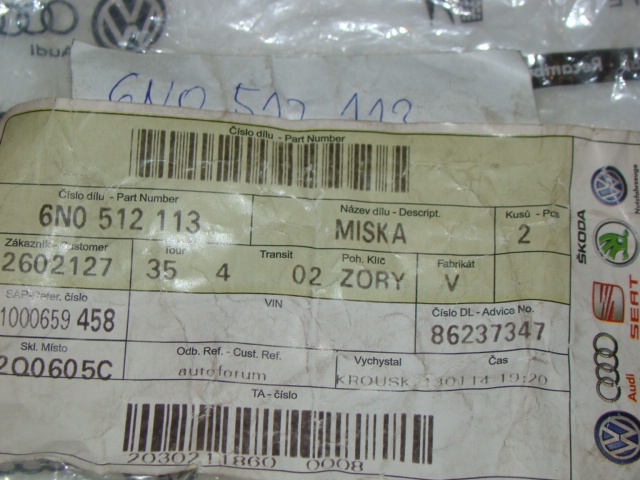 Audi
6N0 512 113
Číslo dílu - Part Number
Číslo dílu - Part Number
6N0 512 113
Název dílu - Descript.
MISKA
Kusů - Pcs
2
Zákazník - Customer
2602127
Tour
35 4
Transit
02
Poh. Klíč
ZORY
Fabrikát
V
SAP-Refer. číslo
1000659 458
VIN
Číslo DL - Advice No.
86237347
Skl. Místo
2Q0605C
Odb. Ref. - Cust. Ref.
autoforum
Vychystal
KROUSK
Čas
130114 19:20
TA - číslo
2030211860 0008
ŠKODA
SEAT
Audi